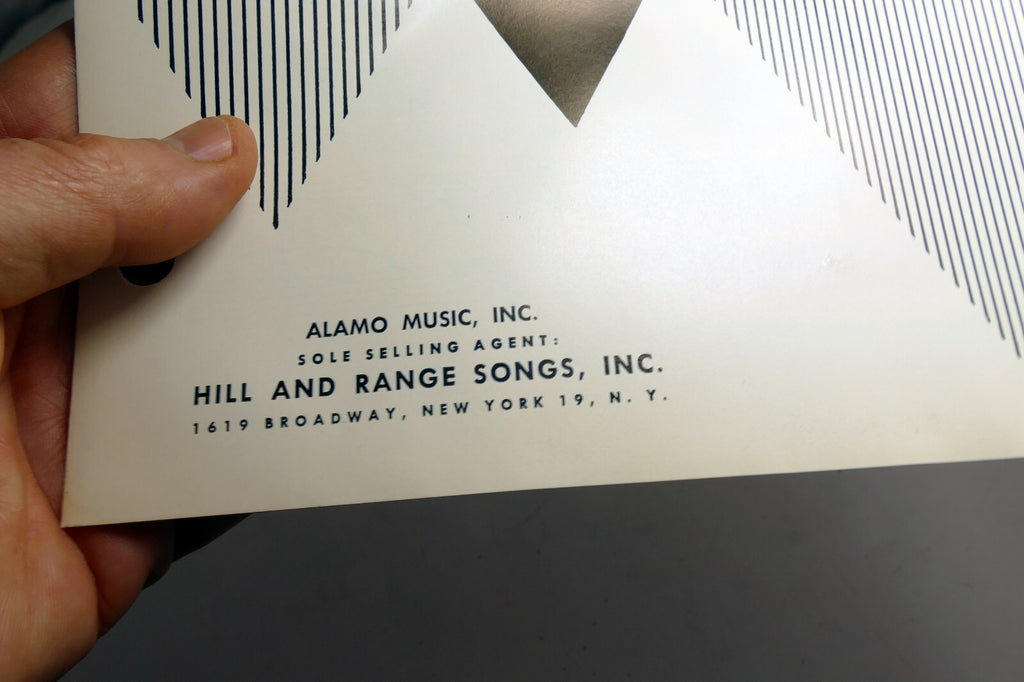 ALAMO MUSIC, INC.
SOLE SELLING AGENT:
HILL AND RANGE SONGS, INC.
1619 BROADWAY, NEW YORK 19, N. Y.